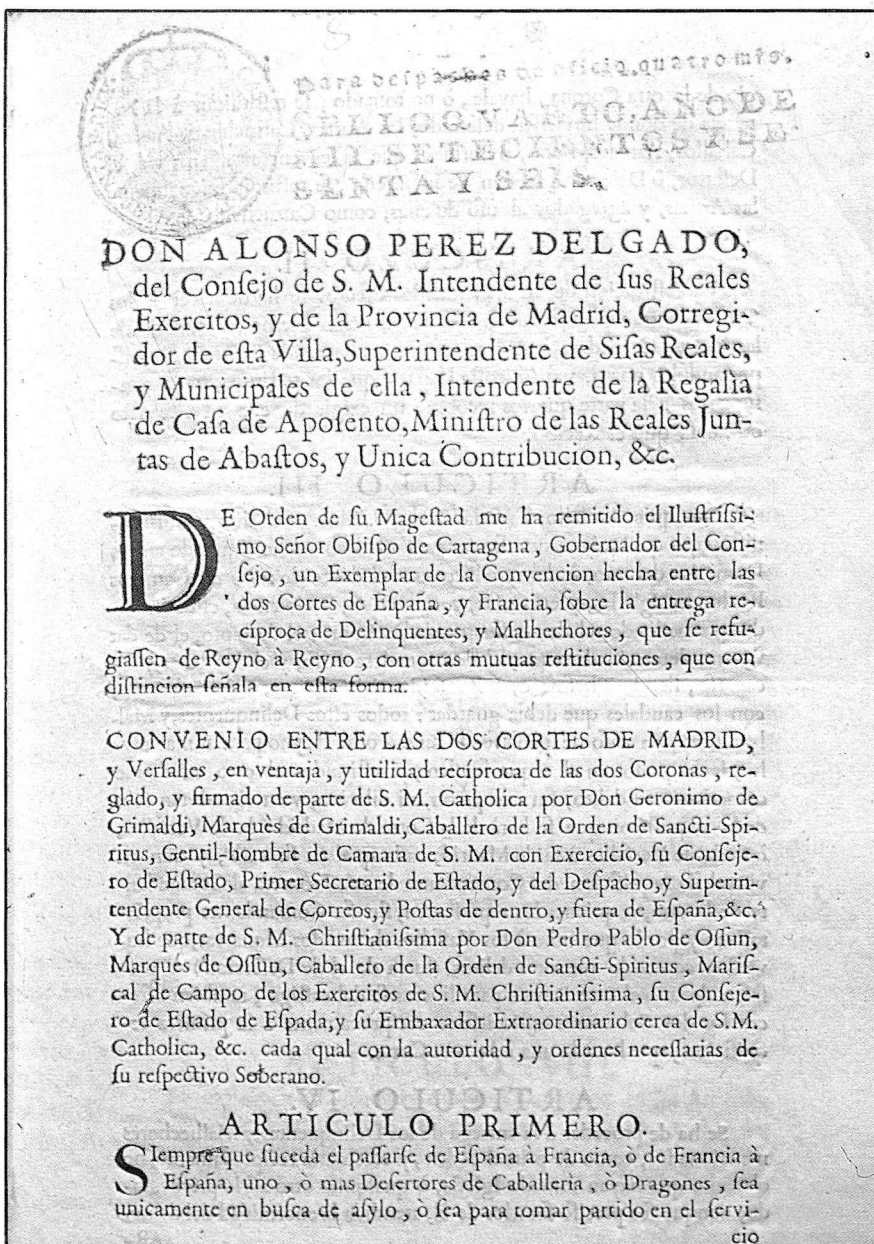 Para despachos de oficio, quatro mrs.
SELLO QVARTO, AÑO DE
MIL SETECIENTOS Y SE-
SENTA Y SEIS.
DON ALONSO PEREZ DELGADO,
del Conſejo de S. M. Intendente de ſus Reales
Exercitos, y de la Provincia de Madrid, Corregi-
dor de eſta Villa, Superintendente de Siſas Reales,
y Municipales de ella, Intendente de la Regalìa
de Caſa de Apoſento, Miniſtro de las Reales Jun-
tas de Abaſtos, y Unica Contribucion, &c.
DE Orden de ſu Mageſtad me ha remitido el Iluſtriſsi-
mo Señor Obiſpo de Cartagena, Gobernador del Con-
ſejo, un Exemplar de la Convencion hecha entre las
dos Cortes de Eſpaña, y Francia, ſobre la entrega re-
cíproca de Delinquentes, y Malhechores, que ſe refu-
giaſſen de Reyno à Reyno, con otras mutuas reſtituciones, que con
diſtincion ſeñala en eſta forma:
CONVENIO ENTRE LAS DOS CORTES DE MADRID,
y Verſalles, en ventaja, y utilidad recíproca de las dos Coronas, re-
glado, y firmado de parte de S. M. Catholica por Don Geronimo de
Grimaldi, Marquès de Grimaldi, Caballero de la Orden de Sancti-Spi-
ritus, Gentil-hombre de Camara de S. M. con Exercicio, ſu Conſeje-
ro de Eſtado, Primer Secretario de Eſtado, y del Deſpacho, y Superin-
tendente General de Correos, y Poſtas de dentro, y fuera de Eſpaña, &c.
Y de parte de S. M. Chriſtianiſsima por Don Pedro Pablo de Oſſun,
Marqués de Oſſun, Caballero de la Orden de Sancti-Spiritus, Mariſ-
cal de Campo de los Exercitos de S. M. Chriſtianiſsima, ſu Conſeje-
ro de Eſtado de Eſpada, y ſu Embaxador Extraordinario cerca de S. M.
Catholica, &c. cada qual con la autoridad, y ordenes neceſſarias de
ſu reſpectivo Soberano.
ARTICULO PRIMERO.
SIempre que ſuceda el paſſarſe de Eſpaña à Francia, ò de Francia à
Eſpaña, uno, ò mas Deſertores de Caballeria, ò Dragones, ſea
unicamente en buſca de aſylo, ò ſea para tomar partido en el ſervi-
cio